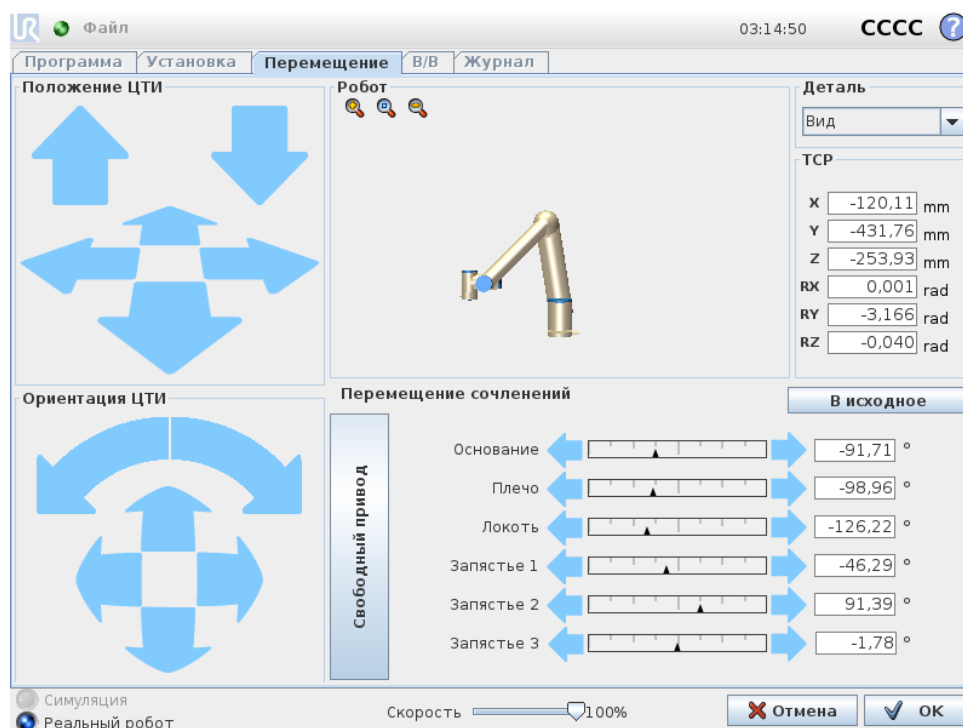 UR Файл 03:14:50 CCCC ?
Программа Установка Перемещение В/В Журнал
Положение ЦТИ
Робот
Деталь
Вид
TCP
X -120,11 mm
Y -431,76 mm
Z -253,93 mm
RX 0,001 rad
RY -3,166 rad
RZ -0,040 rad
Ориентация ЦТИ
Перемещение сочленений
В исходное
Свободный привод
Основание -91,71 °
Плечо -98,96 °
Локоть -126,22 °
Запястье 1 -46,29 °
Запястье 2 91,39 °
Запястье 3 -1,78 °
Симуляция
Реальный робот
Скорость 100%
Отмена
OK